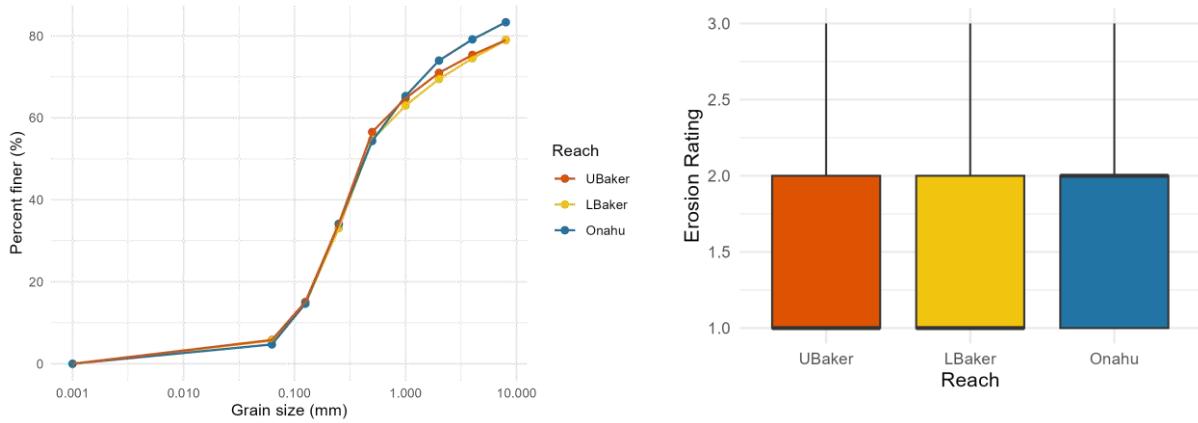 80
60
40
20
0
Percent finer (%)
0.001 0.010 0.100 1.000 10.000
Grain size (mm)
Reach
UBaker
LBaker
Onahu
3.0
2.5
2.0
1.5
1.0
Erosion Rating
UBaker LBaker Onahu
Reach